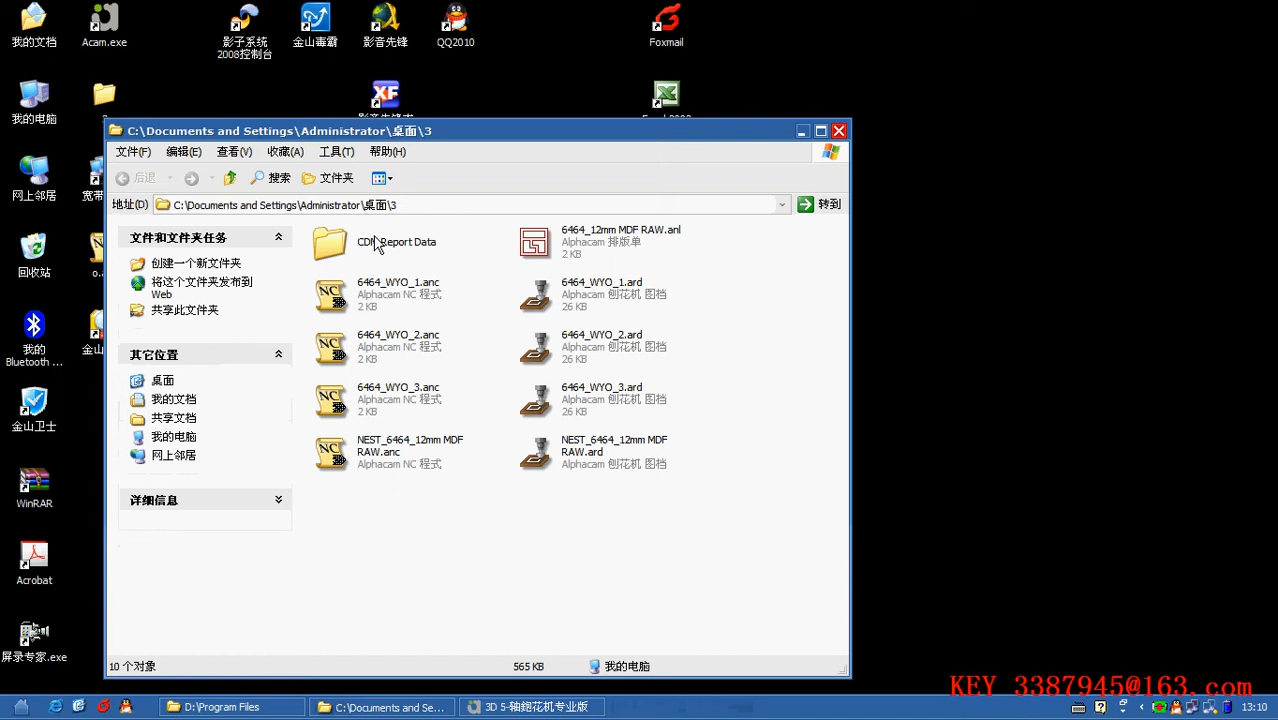 我的文档
Acam.exe
影子系统
2008控制台
金山毒霸
影音先锋
QQ2010
Foxmail
我的电脑
网上邻居
回收站
我的
Bluetooth ...
金山卫士
WinRAR
Acrobat
屏录专家.exe
C:\Documents and Settings\Administrator\桌面\3
文件(F)
编辑(E)
查看(V)
收藏(A)
工具(T)
帮助(H)
后退
搜索
文件夹
地址(D)
C:\Documents and Settings\Administrator\桌面\3
转到
文件和文件夹任务
创建一个新文件夹
将这个文件夹发布到
Web
共享此文件夹
其它位置
桌面
我的文档
共享文档
我的电脑
网上邻居
详细信息
Report Data
6464_12mm MDF RAW.anl
Alphacam 排版单
2 KB
6464_WYO_1.anc
Alphacam NC 程式
2 KB
6464_WYO_1.ard
Alphacam 刨花机 图档
26 KB
6464_WYO_2.anc
Alphacam NC 程式
2 KB
6464_WYO_2.ard
Alphacam 刨花机 图档
26 KB
6464_WYO_3.anc
Alphacam NC 程式
2 KB
6464_WYO_3.ard
Alphacam 刨花机 图档
26 KB
NEST_6464_12mm MDF
RAW.anc
Alphacam NC 程式
NEST_6464_12mm MDF
RAW.ard
Alphacam 刨花机 图档
10 个对象
565 KB
我的电脑
KEY 3387945@163.com
D:\Program Files
C:\Documents and Se...
3D 5-轴鎞花机专业版
13:10